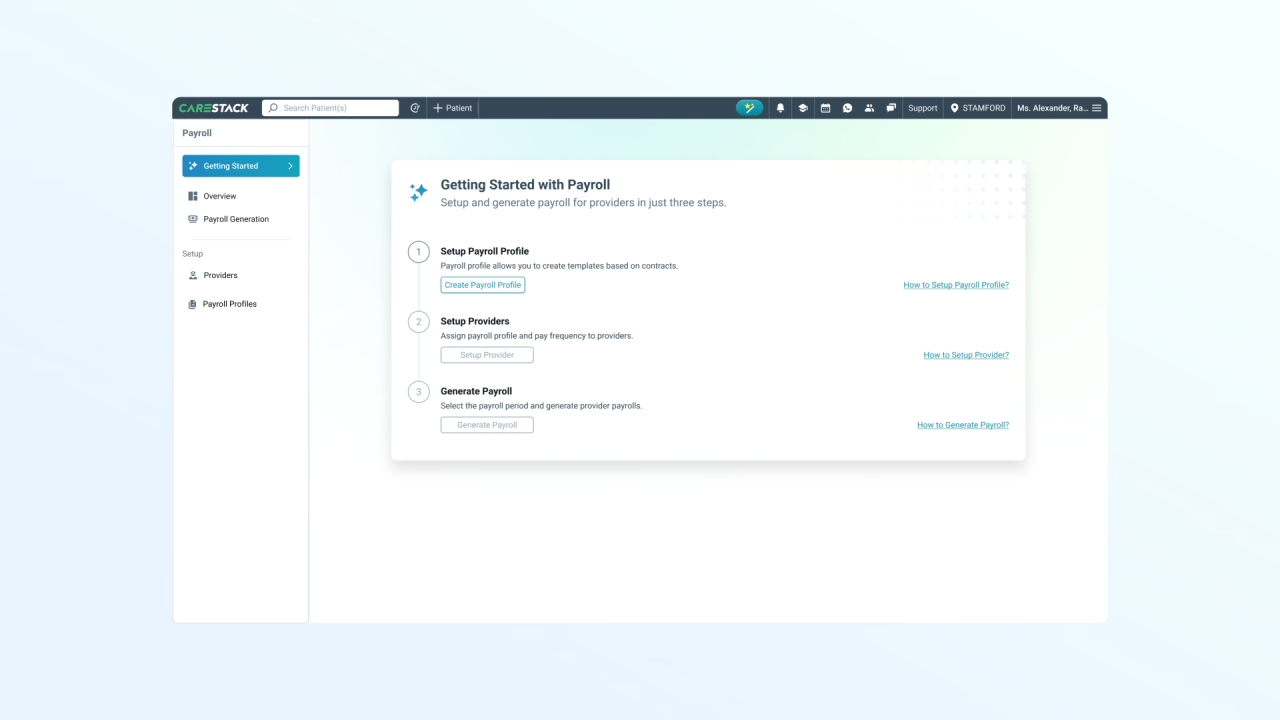 CARESTACK
Search Patient(s)
Patient
Support
STAMFORD
Ms. Alexander, Ra...
Payroll
Getting Started
Overview
Payroll Generation
Setup
Providers
Payroll Profiles
Getting Started with Payroll
Setup and generate payroll for providers in just three steps.
1
Setup Payroll Profile
Payroll profile allows you to create templates based on contracts.
Create Payroll Profile
How to Setup Payroll Profile?
2
Setup Providers
Assign payroll profile and pay frequency to providers.
Setup Provider
How to Setup Provider?
3
Generate Payroll
Select the payroll period and generate provider payrolls.
Generate Payroll
How to Generate Payroll?